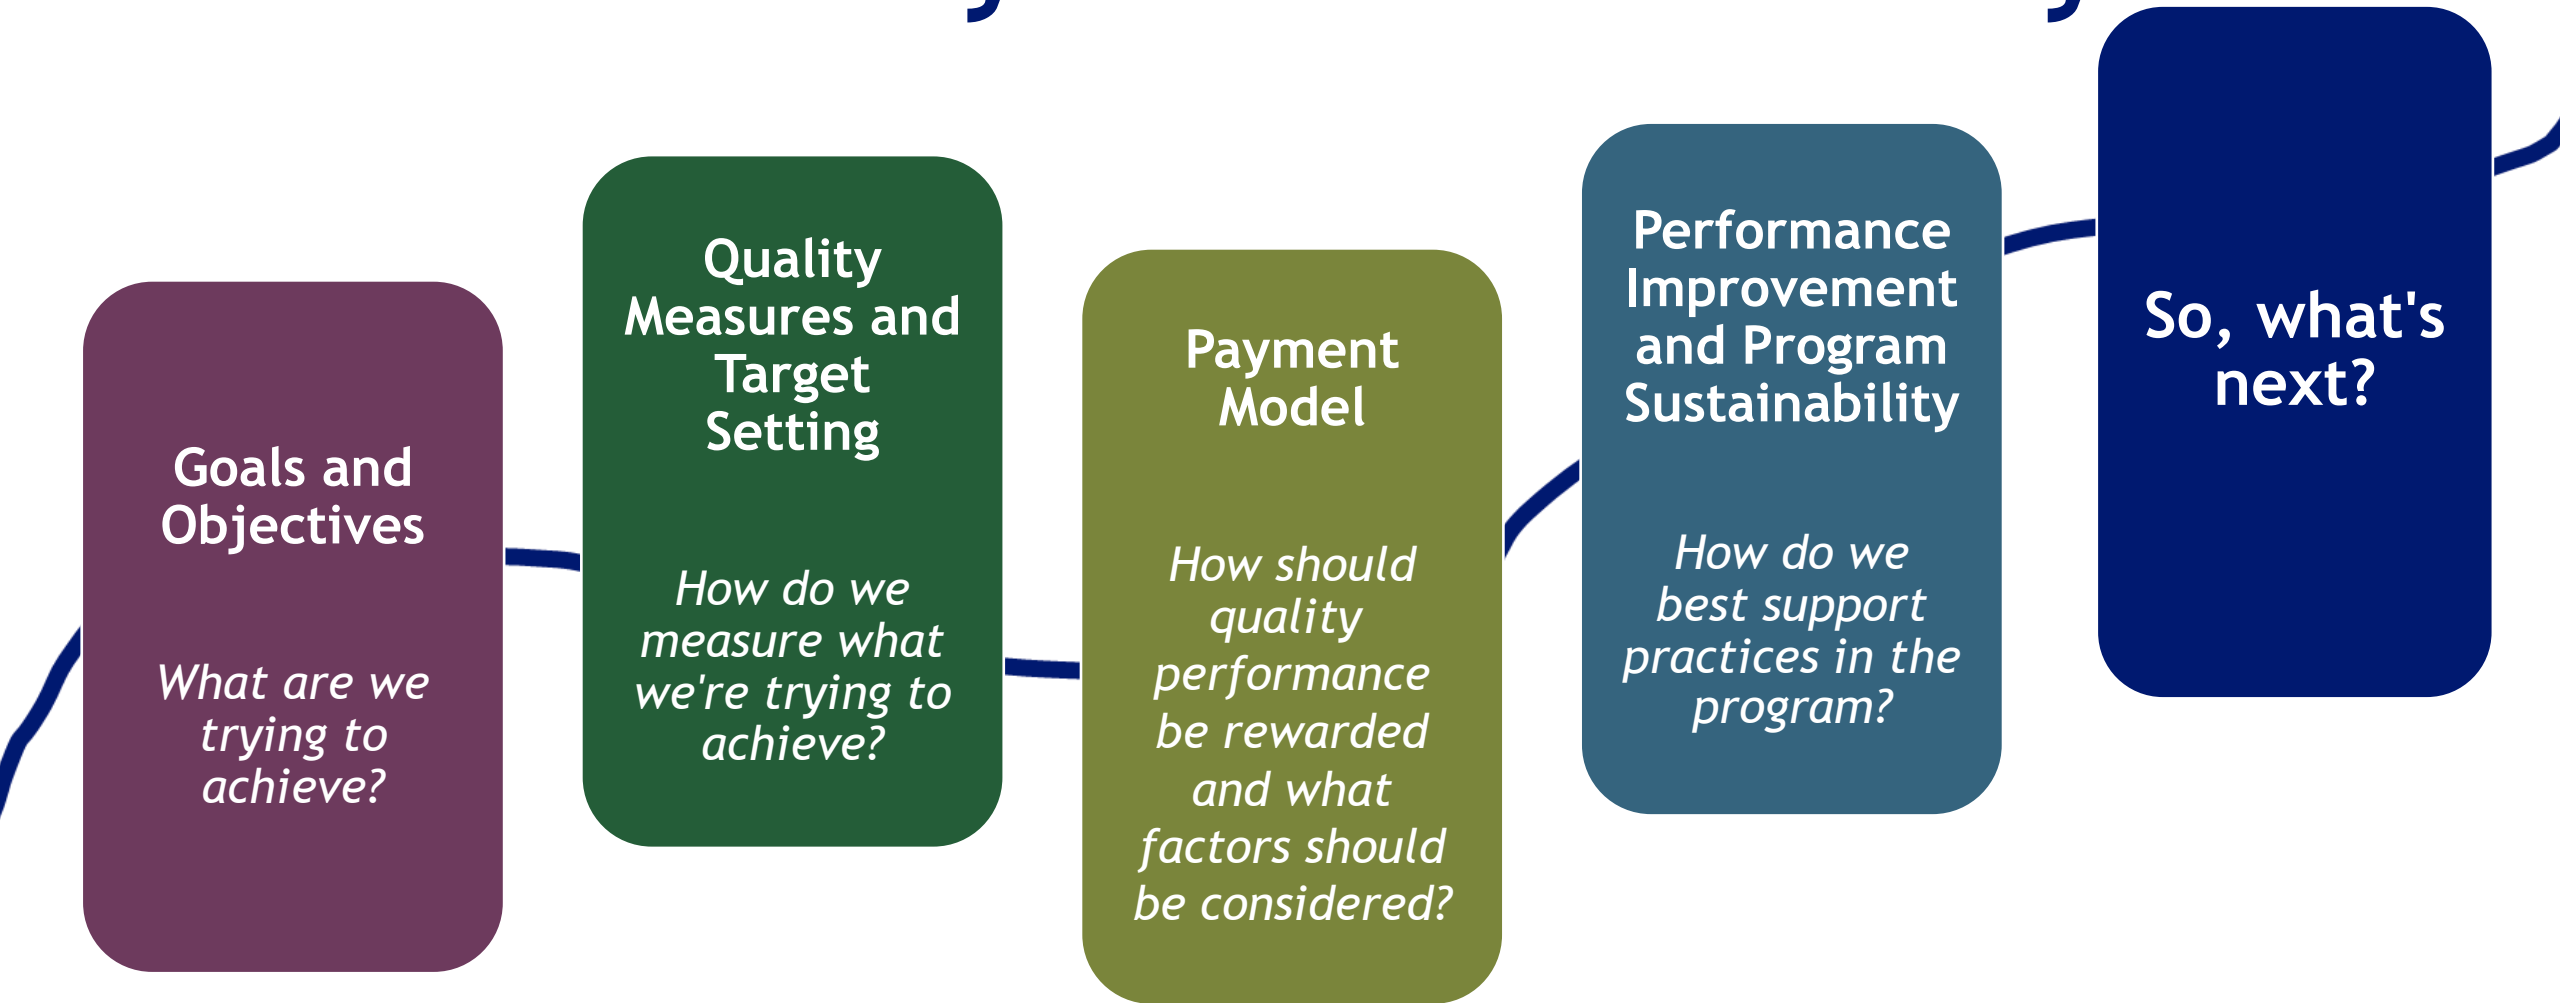 Goals and
Objectives
What are we
trying to
achieve?
Quality
Measures and
Target
Setting
How do we
measure what
we're trying to
achieve?
Payment
Model
How should
quality
performance
be rewarded
and what
factors should
be considered?
Performance
Improvement
and Program
Sustainability
How do we
best support
practices in the
program?
So, what's
next?